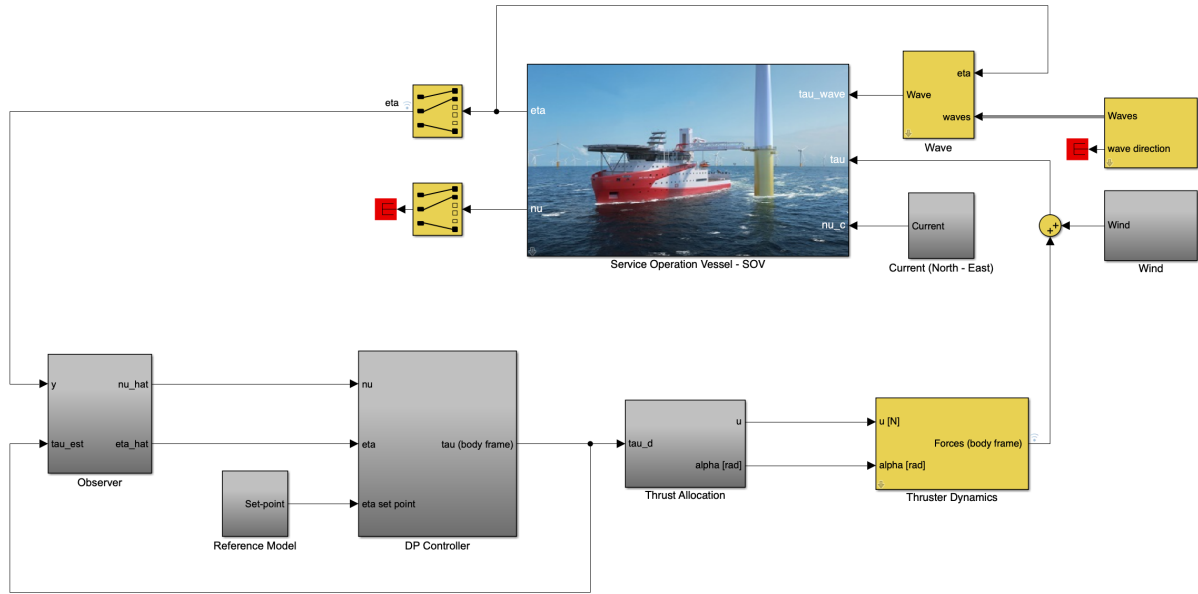 eta
eta
nu
tau_wave
tau
nu_c
Service Operation Vessel - SOV
eta
Wave
waves
Wave
Waves
wave direction
Current
Current (North - East)
Wind
Wind
y
nu_hat
tau_est
eta_hat
Observer
Set-point
Reference Model
nu
eta
tau (body frame)
eta set point
DP Controller
u
tau_d
alpha [rad]
Thrust Allocation
u [N]
Forces (body frame)
alpha [rad]
Thruster Dynamics